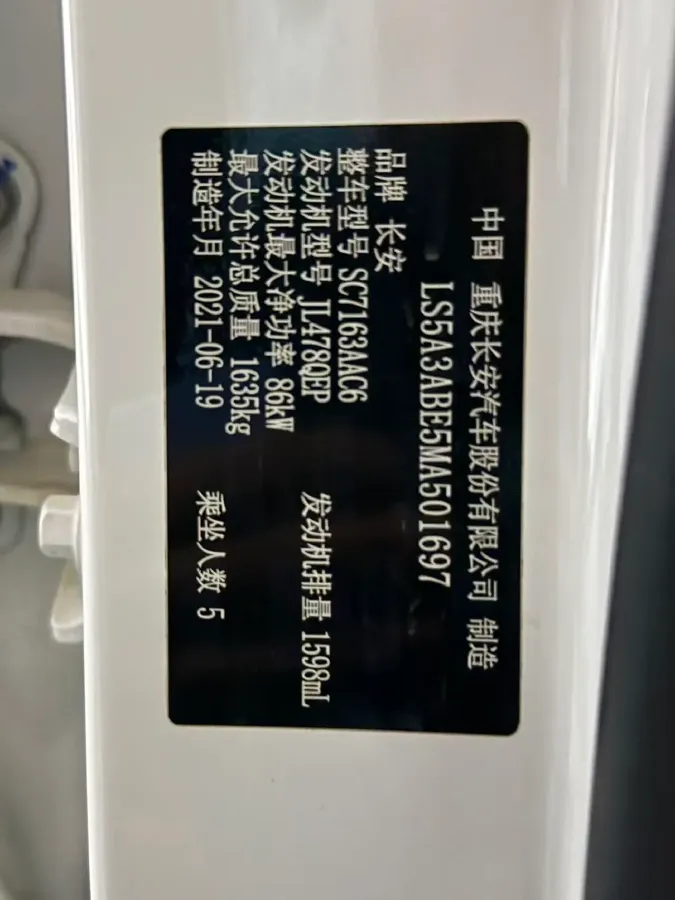 中国 重庆长安汽车股份有限公司 制造
LS5A3ABE5MA501697
品牌 长安
整车型号 SC7163AAC6
发动机型号 JL478QEP 发动机排量 1598mL
发动机最大净功率 86kW
最大允许总质量 1635kg
制造年月 2021-06-19 乘坐人数 5